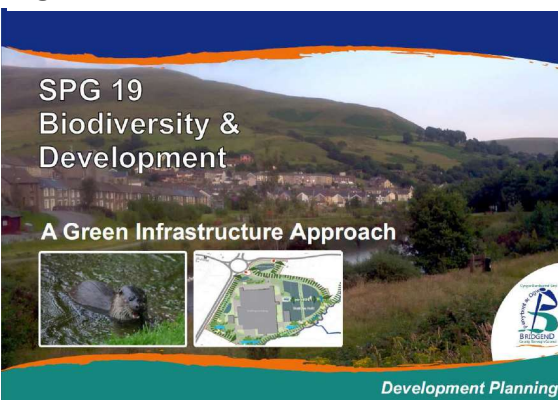 SPG 19
Biodiversity &
Development
A Green Infrastructure Approach
BRIDGEND
Development Planning